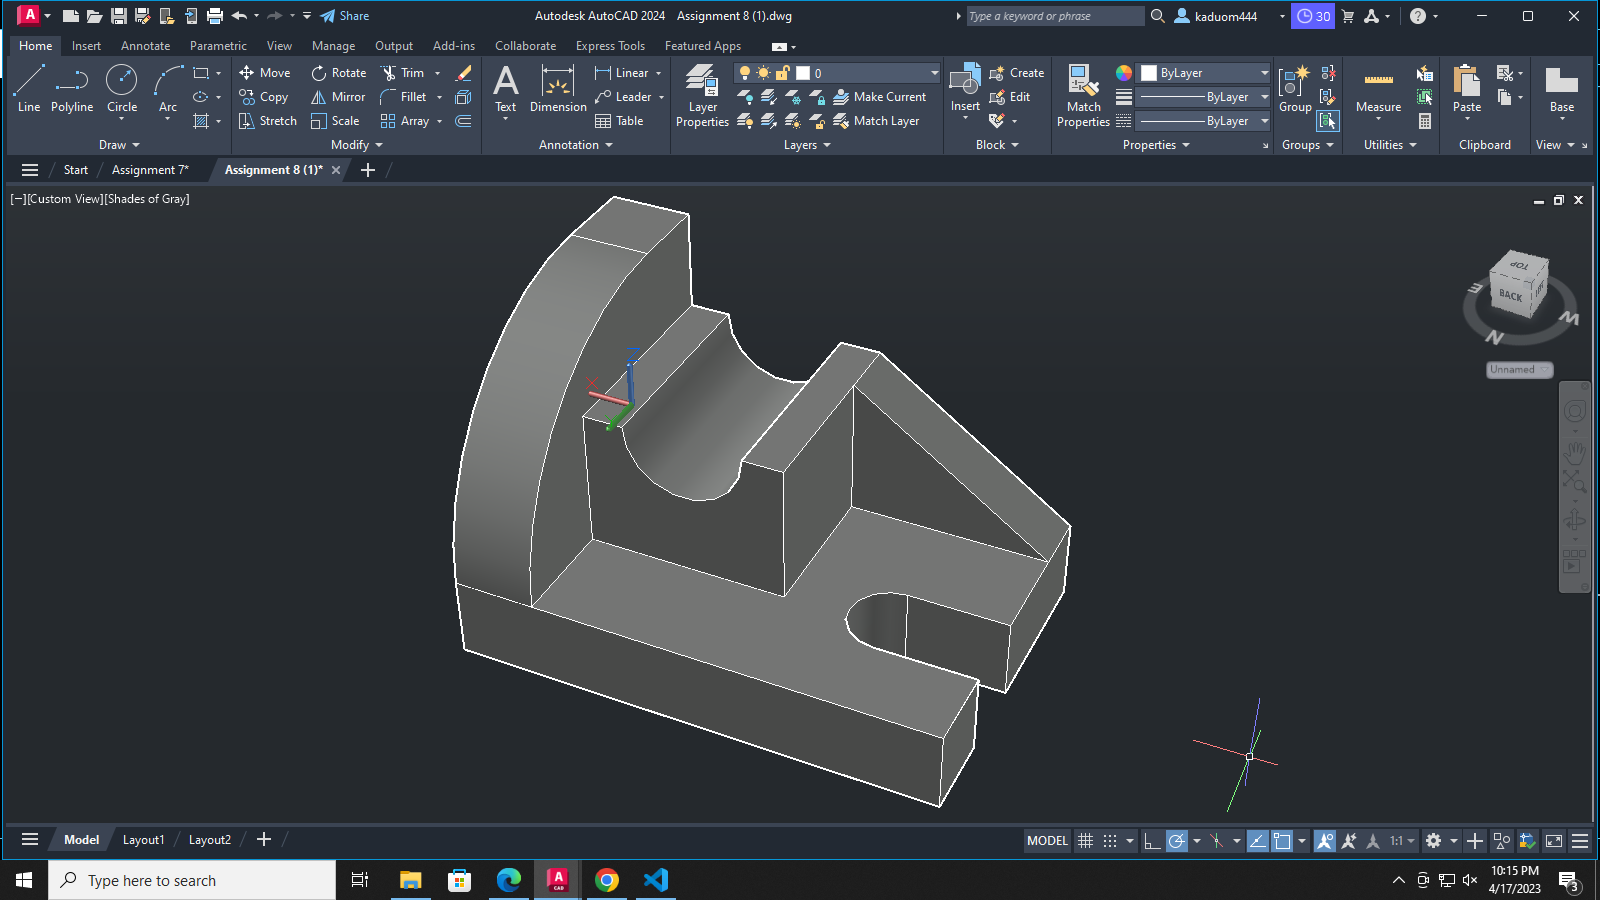 A Share Autodesk AutoCAD 2024 Assignment 8 (1).dwg Type a keyword or phrase kaduom444 30
Home Insert Annotate Parametric View Manage Output Add-ins Collaborate Express Tools Featured Apps
Move Rotate Trim Linear 0 Create ByLayer
Line Polyline Circle Arc Copy Mirror Fillet Text Dimension Leader Layer Properties Make Current Insert Edit Match Properties ByLayer Group Measure Paste Base
Stretch Scale Array Table Match Layer ByLayer
Draw Modify Annotation Layers Block Properties Groups Utilities Clipboard View
Start Assignment 7* Assignment 8 (1)*
[−][Custom View][Shades of Gray]
TOP
BACK
E
W
N
Unnamed
Model Layout1 Layout2 MODEL 1:1
Type here to search A CAD 10:15 PM
4/17/2023 3